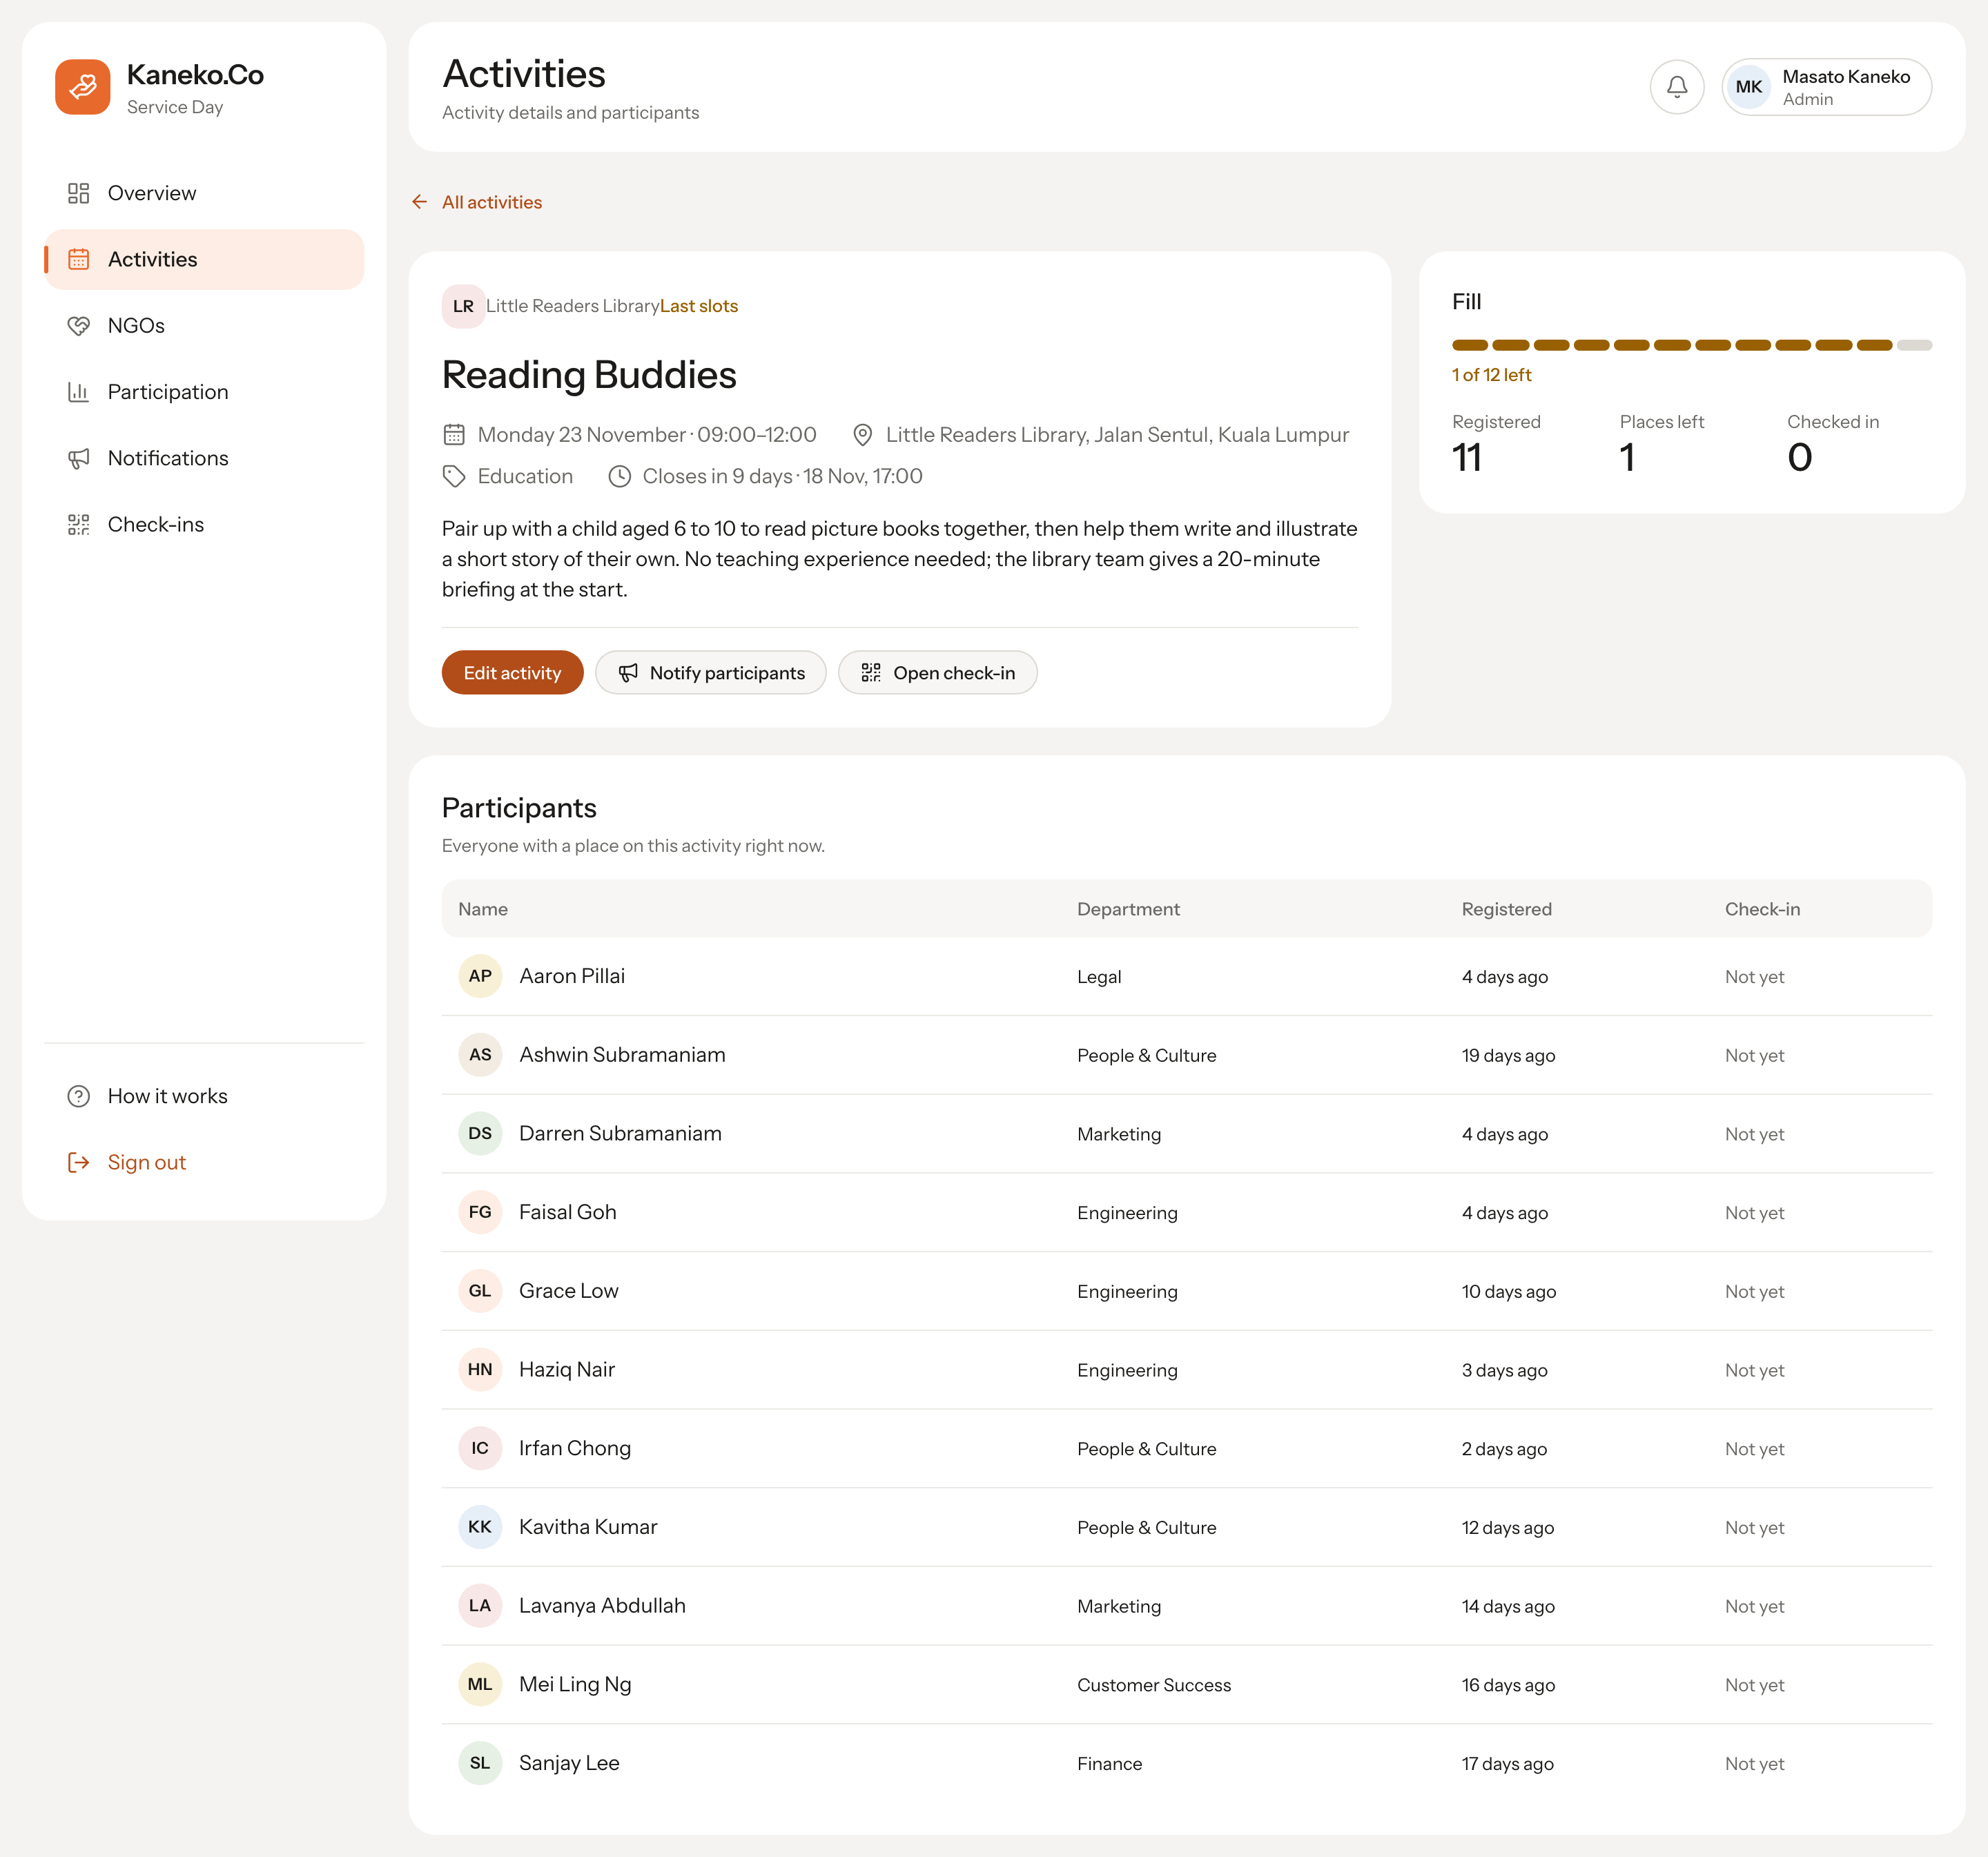 Kaneko.Co
Service Day
Overview
Activities
NGOs
Participation
Notifications
Check-ins
How it works
Sign out
Activities
Activity details and participants
MK
Masato Kaneko
Admin
All activities
LR Little Readers Library Last slots
Reading Buddies
Monday 23 November · 09:00–12:00 Little Readers Library, Jalan Sentul, Kuala Lumpur
Education Closes in 9 days · 18 Nov, 17:00
Pair up with a child aged 6 to 10 to read picture books together, then help them write and illustrate
a short story of their own. No teaching experience needed; the library team gives a 20-minute
briefing at the start.
Edit activity Notify participants Open check-in
Fill
1 of 12 left
Registered Places left Checked in
11 1 0
Participants
Everyone with a place on this activity right now.
Name Department Registered Check-in
AP Aaron Pillai Legal 4 days ago Not yet
AS Ashwin Subramaniam People & Culture 19 days ago Not yet
DS Darren Subramaniam Marketing 4 days ago Not yet
FG Faisal Goh Engineering 4 days ago Not yet
GL Grace Low Engineering 10 days ago Not yet
HN Haziq Nair Engineering 3 days ago Not yet
IC Irfan Chong People & Culture 2 days ago Not yet
KK Kavitha Kumar People & Culture 12 days ago Not yet
LA Lavanya Abdullah Marketing 14 days ago Not yet
ML Mei Ling Ng Customer Success 16 days ago Not yet
SL Sanjay Lee Finance 17 days ago Not yet